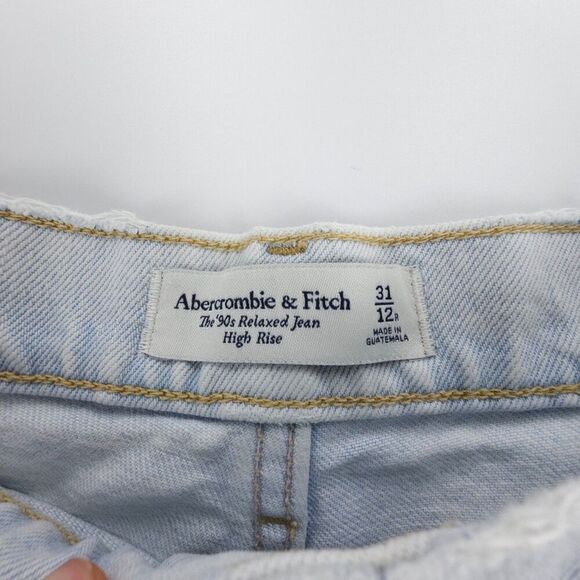 Abercrombie & Fitch
The '90s Relaxed Jean
High Rise
31
12R
MADE IN
GUATEMALA